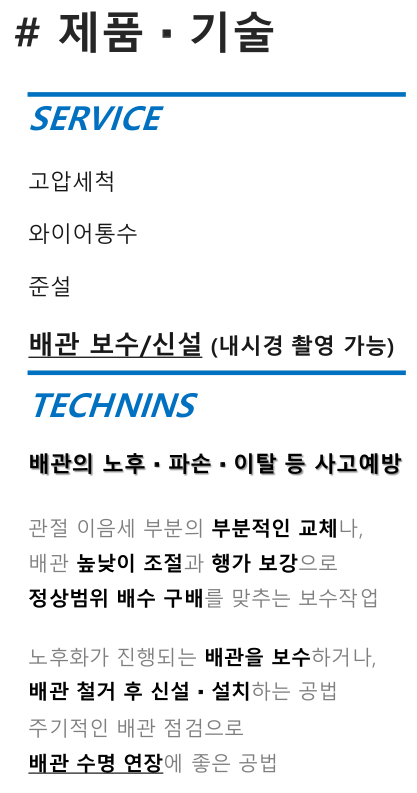 # 제품 ▪ 기술
SERVICE
고압세척
와이어통수
준설
배관 보수/신설 (내시경 촬영 가능)
TECHNINS
배관의 노후 ▪ 파손 ▪ 이탈 등 사고예방
관절 이음세 부분의 부분적인 교체나,
배관 높낮이 조절과 행가 보강으로
정상범위 배수 구배를 맞추는 보수작업
노후화가 진행되는 배관을 보수하거나,
배관 철거 후 신설 ▪ 설치하는 공법
주기적인 배관 점검으로
배관 수명 연장에 좋은 공법